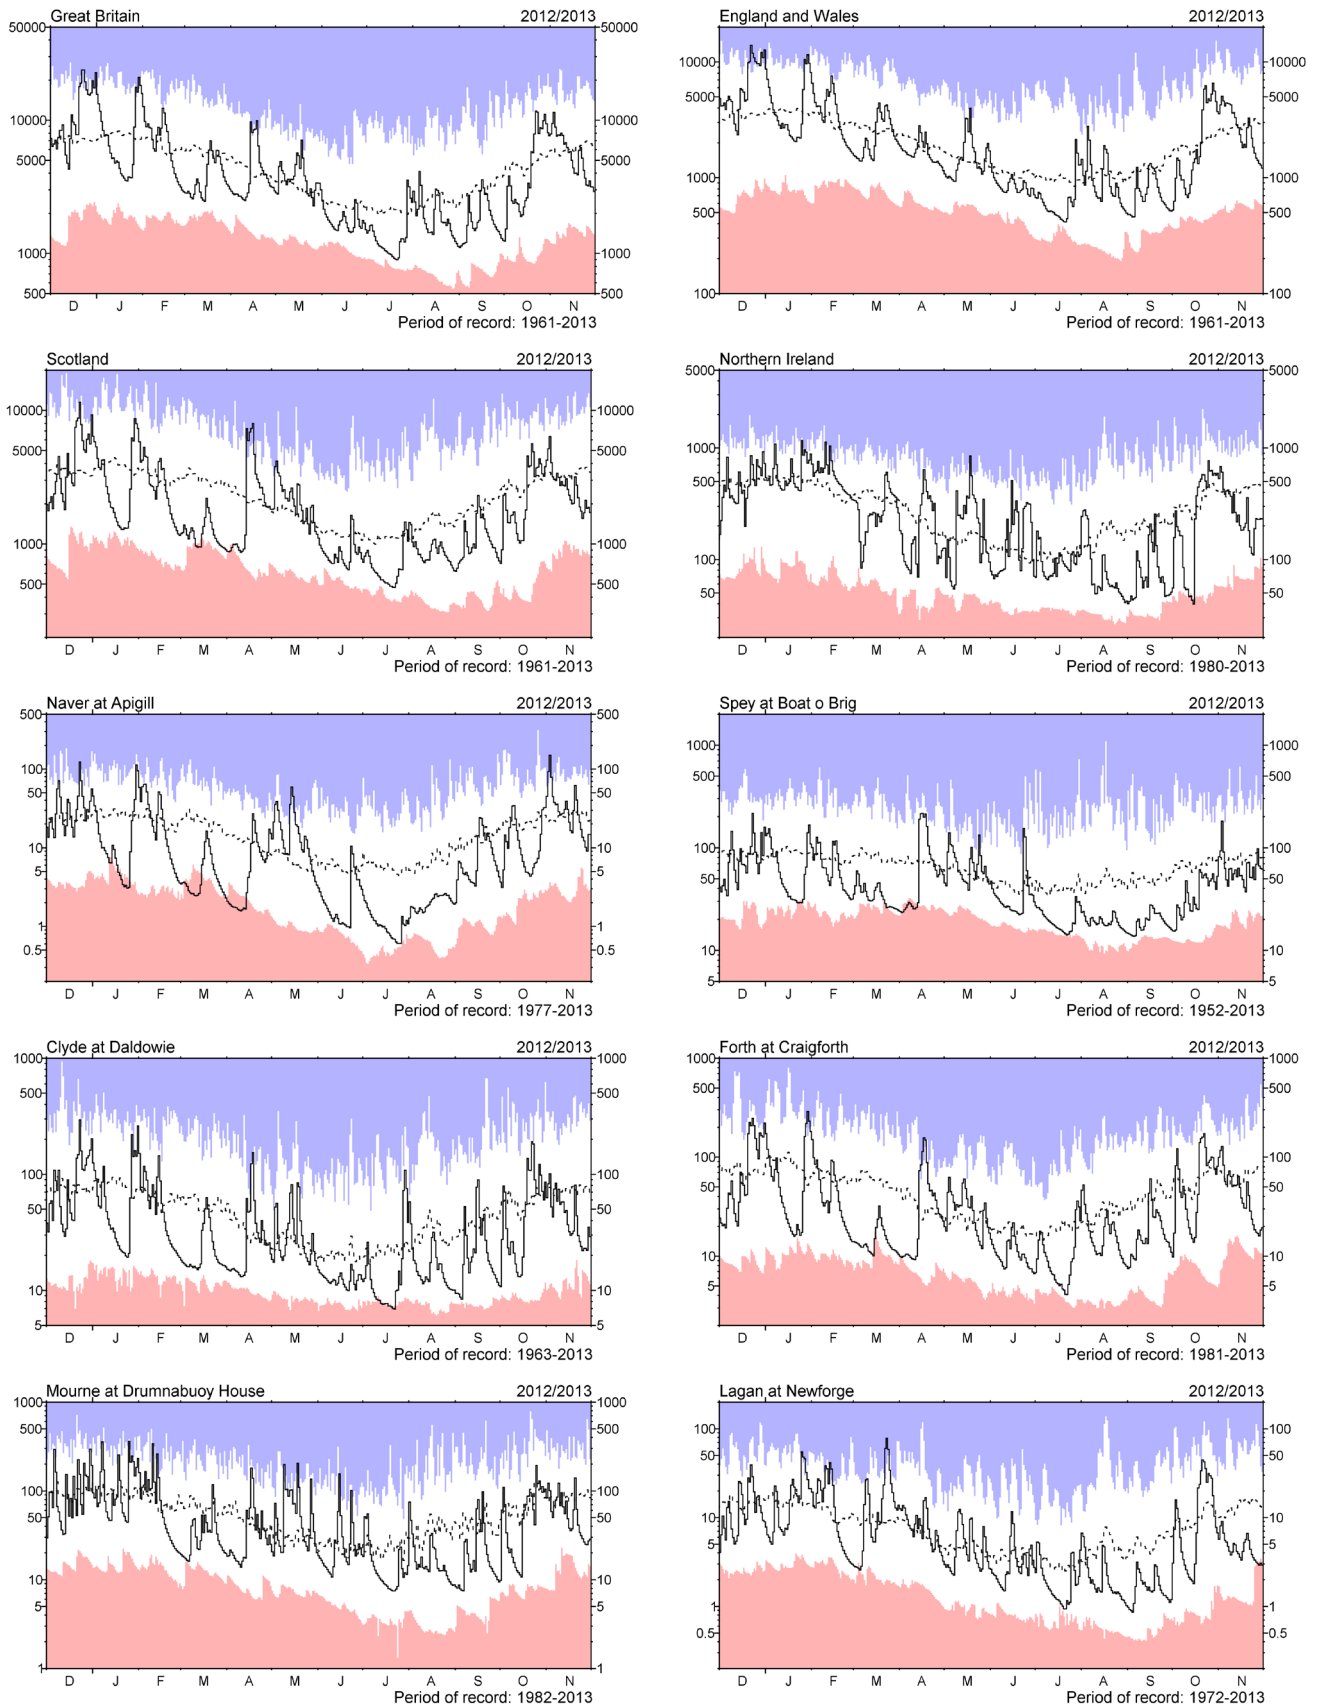 Great Britain 2012/2013 England and Wales 2012/2013
50000 50000
10000 10000 10000 10000
5000 5000 5000 5000
1000 1000 1000 1000
500 500
500 500 100 100
D J F M A M J J A S O N D J F M A M J J A S O N
Period of record: 1961-2013 Period of record: 1961-2013
Scotland 2012/2013 Northern Ireland 2012/2013
5000 5000
10000 10000
5000 5000 1000 1000
500 500
1000 1000 100 100
500 500 50 50
D J F M A M J J A S O N D J F M A M J J A S O N
Period of record: 1961-2013 Period of record: 1980-2013
Naver at Apigill 2012/2013 Spey at Boat o Brig 2012/2013
500 500
1000 1000
100 100 500 500
50 50
10 10 100 100
5 5 50 50
1 1
0.5 0.5 10 10
5 5
D J F M A M J J A S O N D J F M A M J J A S O N
Period of record: 1977-2013 Period of record: 1952-2013
Clyde at Daldowie 2012/2013 Forth at Craigforth 2012/2013
1000 1000 1000 1000
500 500 500 500
100 100 100 100
50 50 50 50
10 10 10 10
5 5 5 5
D J F M A M J J A S O N D J F M A M J J A S O N
Period of record: 1963-2013 Period of record: 1981-2013
Mourne at Drumnabuoy House 2012/2013 Lagan at Newforge 2012/2013
1000 1000
500 500 100 100
50 50
100 100
50 50 10 10
5 5
10 10
5 5 1 1
0.5 0.5
1 1
D J F M A M J J A S O N D J F M A M J J A S O N
Period of record: 1982-2013 Period of record: 1972-2013